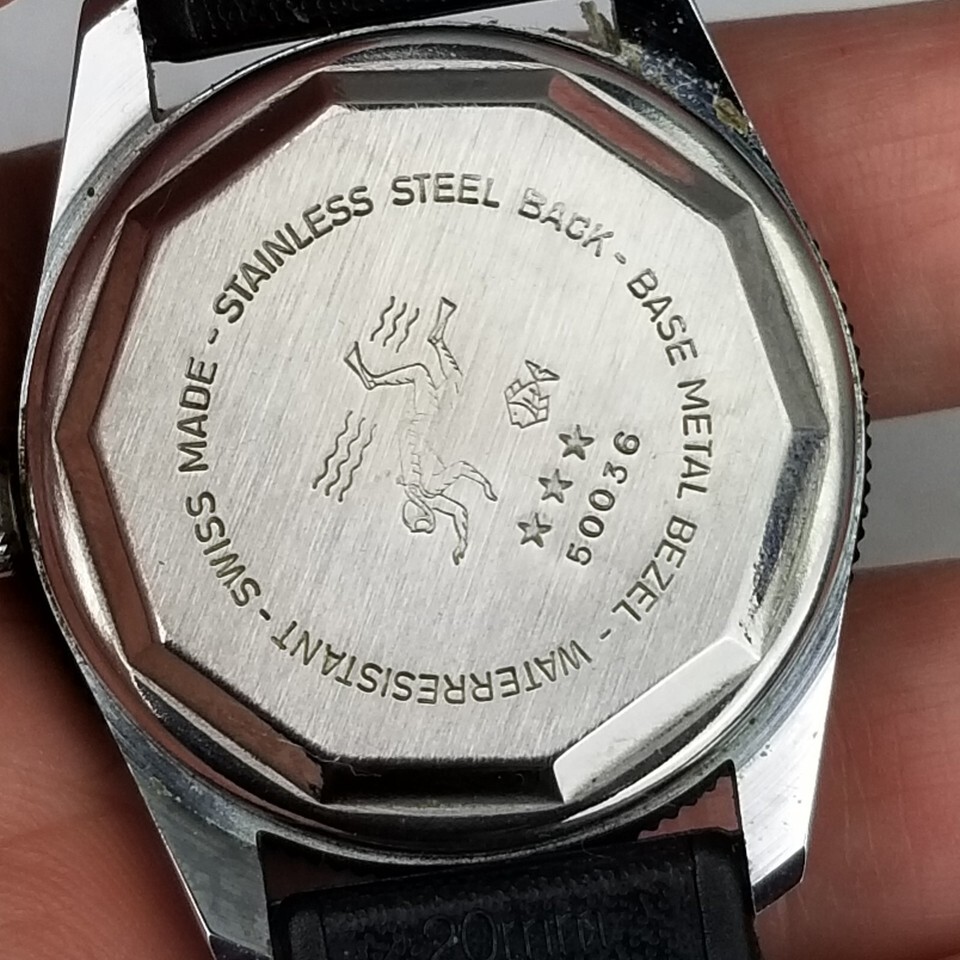 STAINLESS STEEL BACK - BASE METAL BEZEL - WATERRESISTANT - SWISS MADE -
50036
20mm